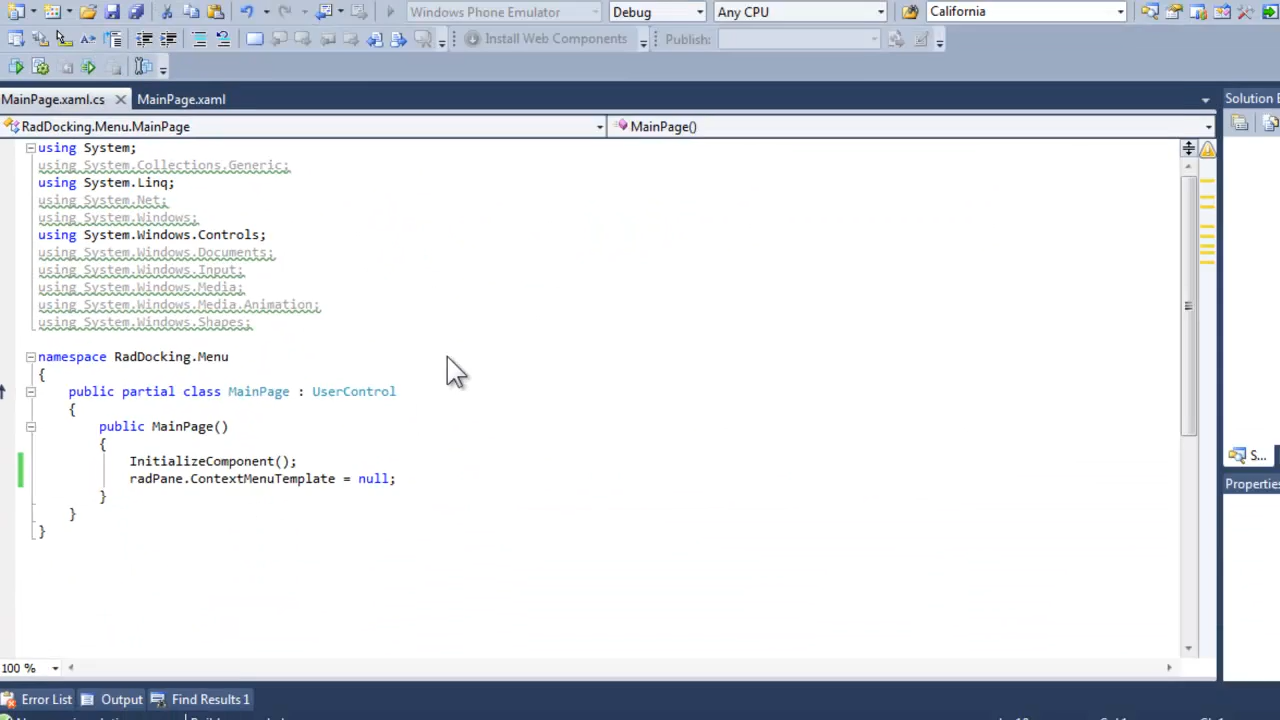 Windows Phone Emulator Debug Any CPU California
Install Web Components Publish:
MainPage.xaml.cs MainPage.xaml Solution E
RadDocking.Menu.MainPage MainPage()
using System;
using System.Collections.Generic;
using System.Linq;
using System.Net;
using System.Windows;
using System.Windows.Controls;
using System.Windows.Documents;
using System.Windows.Input;
using System.Windows.Media;
using System.Windows.Media.Animation;
using System.Windows.Shapes;
namespace RadDocking.Menu
{
public partial class MainPage : UserControl
{
public MainPage()
{
InitializeComponent();
radPane.ContextMenuTemplate = null;
}
}
}
S...
Properties
100 %
Error List Output Find Results 1